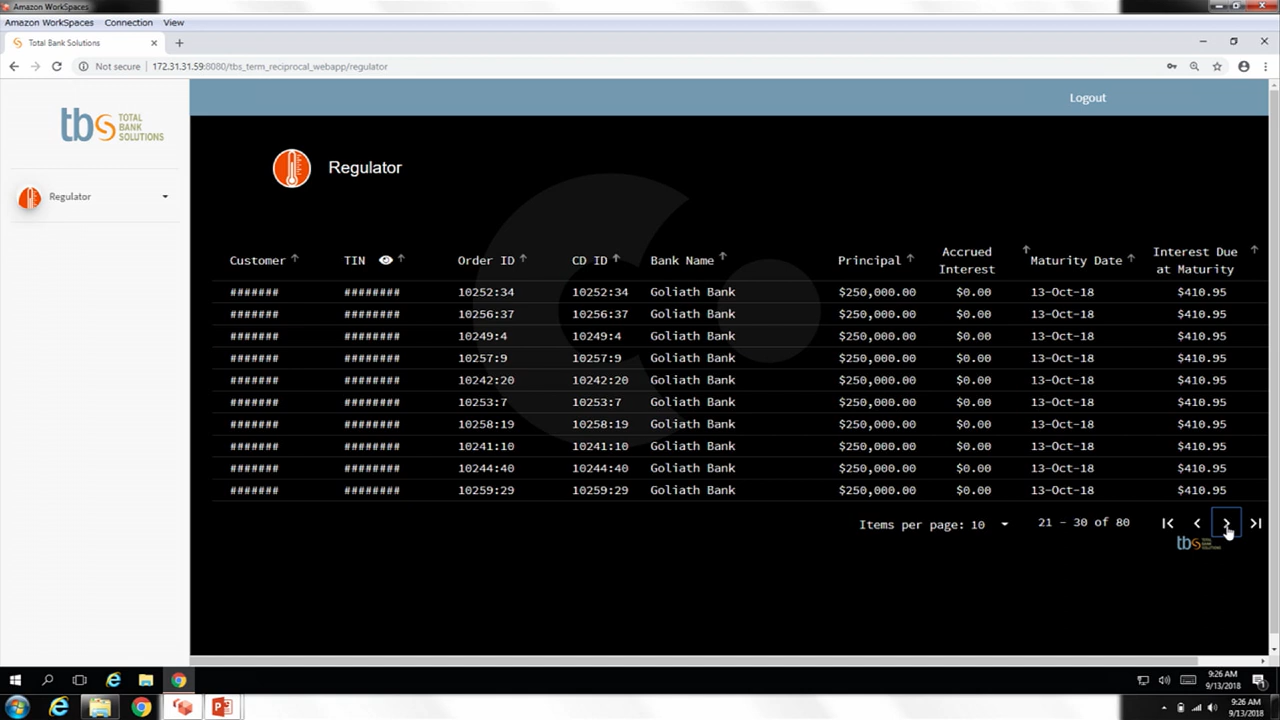 Amazon WorkSpaces
Amazon WorkSpaces Connection View
Total Bank Solutions
Not secure | 172.31.31.59:8080/tbs_term_reciprocal_webapp/regulator
Logout
tbs TOTAL
BANK
SOLUTIONS
Regulator
Regulator
Customer TIN Order ID CD ID Bank Name Principal Accrued Interest Maturity Date Interest Due at Maturity
####### ######## 10252:34 10252:34 Goliath Bank $250,000.00 $0.00 13-Oct-18 $410.95
####### ######## 10256:37 10256:37 Goliath Bank $250,000.00 $0.00 13-Oct-18 $410.95
####### ######## 10249:4 10249:4 Goliath Bank $250,000.00 $0.00 13-Oct-18 $410.95
####### ######## 10257:9 10257:9 Goliath Bank $250,000.00 $0.00 13-Oct-18 $410.95
####### ######## 10242:20 10242:20 Goliath Bank $250,000.00 $0.00 13-Oct-18 $410.95
####### ######## 10253:7 10253:7 Goliath Bank $250,000.00 $0.00 13-Oct-18 $410.95
####### ######## 10258:19 10258:19 Goliath Bank $250,000.00 $0.00 13-Oct-18 $410.95
####### ######## 10241:10 10241:10 Goliath Bank $250,000.00 $0.00 13-Oct-18 $410.95
####### ######## 10244:40 10244:40 Goliath Bank $250,000.00 $0.00 13-Oct-18 $410.95
####### ######## 10259:29 10259:29 Goliath Bank $250,000.00 $0.00 13-Oct-18 $410.95
Items per page: 10 21 – 30 of 80
tbs TOTAL
BANK
SOLUTIONS
9:26 AM
9/13/2018
9:26 AM
9/13/2018